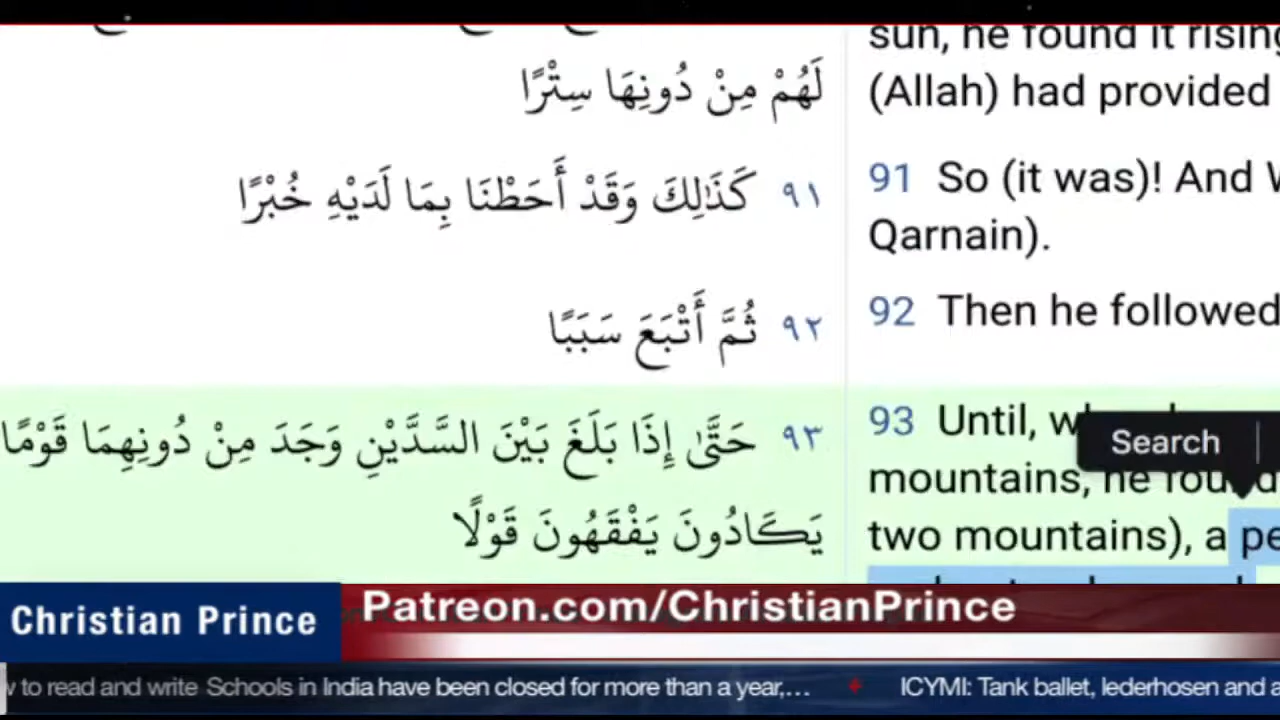 sun, he found it rising
لَهُمْ مِنْ دُونِهَا سِتْرًا
(Allah) had provided
٩١ كَذَٰلِكَ وَقَدْ أَحَطْنَا بِمَا لَدَيْهِ خُبْرًا
91 So (it was)! And W
Qarnain).
٩٢ ثُمَّ أَتْبَعَ سَبَبًا
92 Then he followed
٩٣ حَتَّىٰ إِذَا بَلَغَ بَيْنَ السَّدَّيْنِ وَجَدَ مِنْ دُونِهِمَا قَوْمًا
يَكَادُونَ يَفْقَهُونَ قَوْلًا
93 Until,
Search
mountains, he
two mountains), a pe
Christian Prince
Patreon.com/ChristianPrince
to read and write Schools in India have been closed for more than a year,... ICYMI: Tank ballet, lederhosen and a